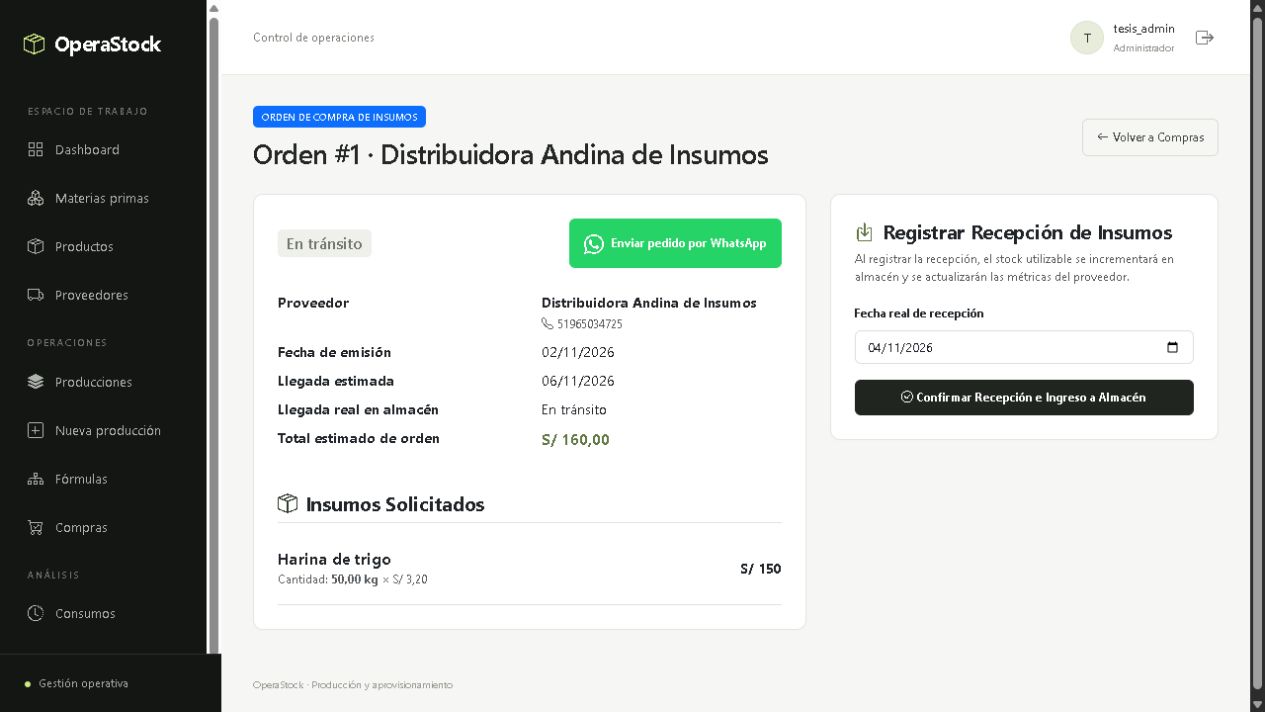 OperaStock
ESPACIO DE TRABAJO
Dashboard
Materias primas
Productos
Proveedores
OPERACIONES
Producciones
Nueva producción
Fórmulas
Compras
ANÁLISIS
Consumos
Gestión operativa
Control de operaciones
T
tesis_admin
Administrador
ORDEN DE COMPRA DE INSUMOS
Orden #1 · Distribuidora Andina de Insumos
← Volver a Compras
En tránsito
Enviar pedido por WhatsApp
Proveedor
Distribuidora Andina de Insumos
51965034725
Fecha de emisión
02/11/2026
Llegada estimada
06/11/2026
Llegada real en almacén
En tránsito
Total estimado de orden
S/ 160,00
Insumos Solicitados
Harina de trigo
Cantidad: 50,00 kg × S/ 3,20
S/ 150
Registrar Recepción de Insumos
Al registrar la recepción, el stock utilizable se incrementará en
almacén y se actualizarán las métricas del proveedor.
Fecha real de recepción
04/11/2026
Confirmar Recepción e Ingreso a Almacén
OperaStock · Producción y aprovisionamiento